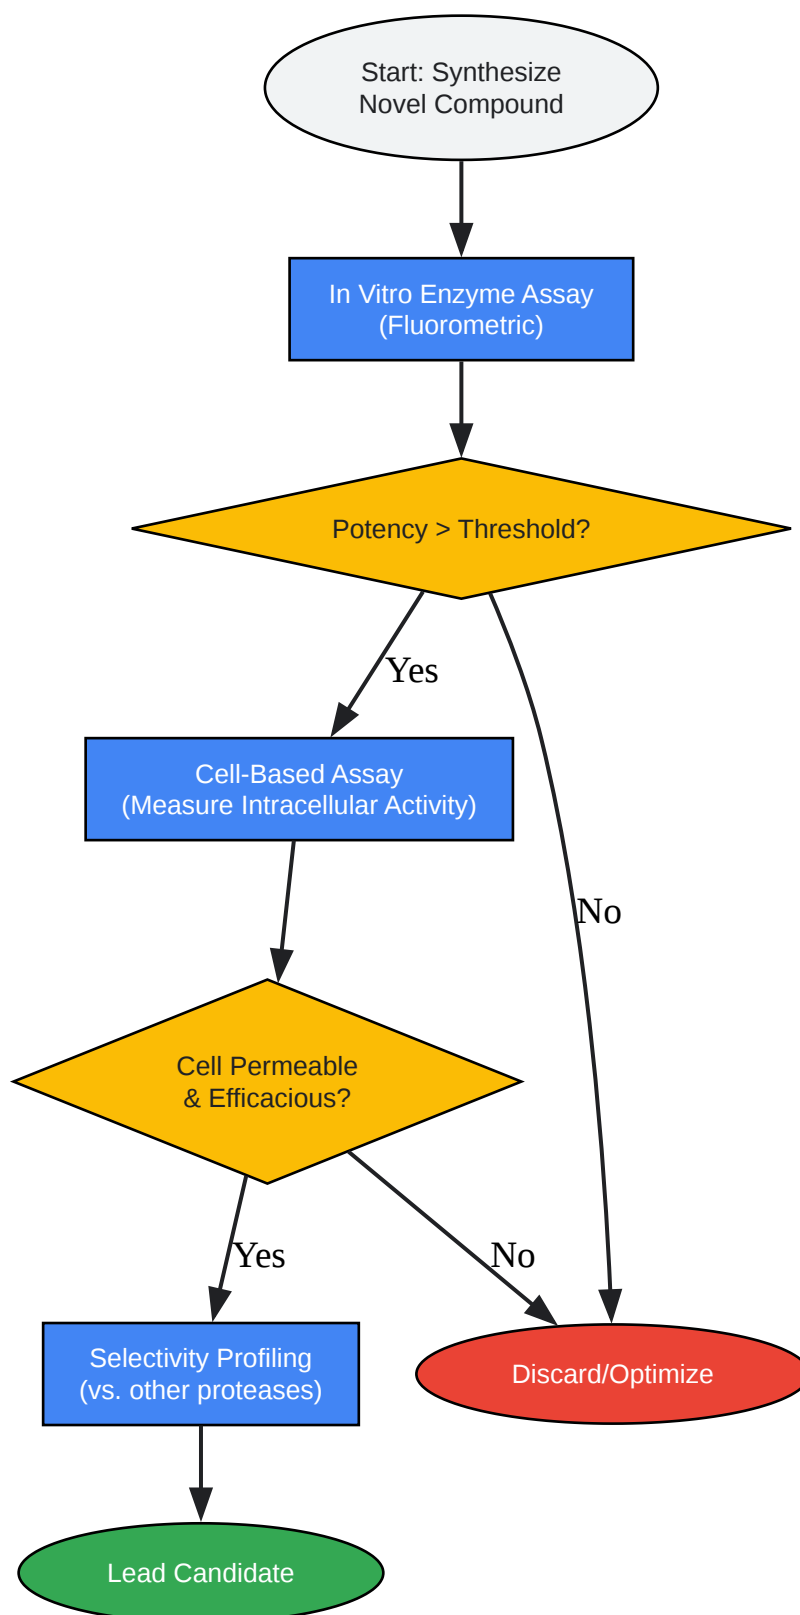 Start: Synthesize
Novel Compound
In Vitro Enzyme Assay
(Fluorometric)
Potency > Threshold?
Yes
Cell-Based Assay
(Measure Intracellular Activity)
No
Cell Permeable
& Efficacious?
Yes
No
Selectivity Profiling
(vs. other proteases)
Discard/Optimize
Lead Candidate